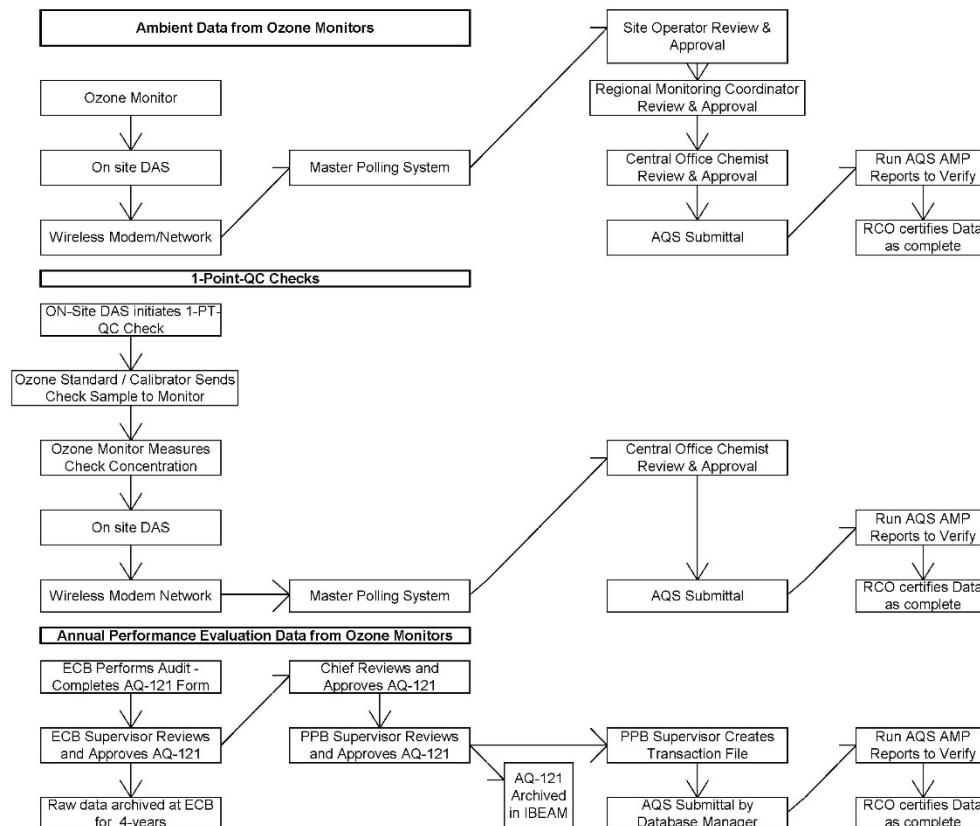 Ambient Data from Ozone Monitors
Ozone Monitor
On site DAS
Wireless Modem/Network
Master Polling System
Site Operator Review &
Approval
Regional Monitoring Coordinator
Review & Approval
Central Office Chemist
Review & Approval
AQS Submittal
Run AQS AMP
Reports to Verify
RCO certifies Data
as complete
1-Point-QC Checks
ON-Site DAS initiates 1-PT-
QC Check
Ozone Standard / Calibrator Sends
Check Sample to Monitor
Ozone Monitor Measures
Check Concentration
On site DAS
Wireless Modem Network
Master Polling System
Central Office Chemist
Review & Approval
AQS Submittal
Run AQS AMP
Reports to Verify
RCO certifies Data
as complete
Annual Performance Evaluation Data from Ozone Monitors
ECB Performs Audit -
Completes AQ-121 Form
ECB Supervisor Reviews
and Approves AQ-121
Raw data archived at ECB
for 4-years
Chief Reviews and
Approves AQ-121
PPB Supervisor Reviews
and Approves AQ-121
AQ-121
Archived
in IBEAM
PPB Supervisor Creates
Transaction File
AQS Submittal by
Database Manager
Run AQS AMP
Reports to Verify
RCO certifies Data
as complete